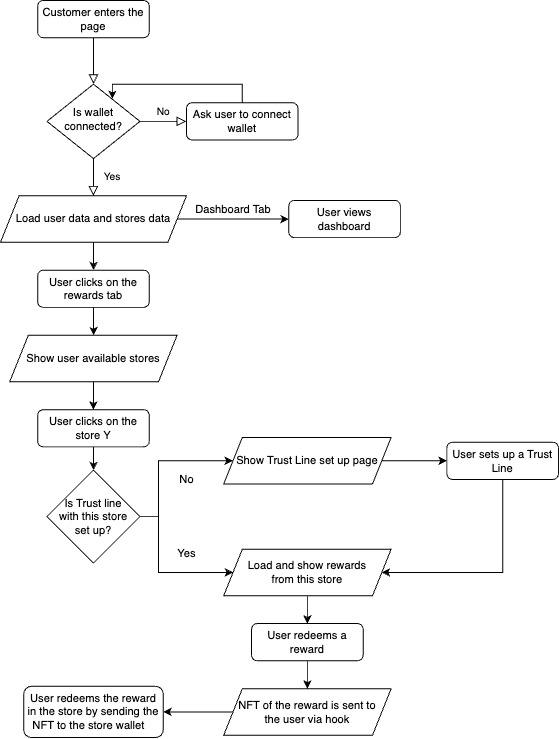 Customer enters the
page
Is wallet
connected?
No
Ask user to connect
wallet
Yes
Load user data and stores data
Dashboard Tab
User views
dashboard
User clicks on the
rewards tab
Show user available stores
User clicks on the
store Y
Is Trust line
with this store
set up?
No
Show Trust Line set up page
User sets up a Trust
Line
Yes
Load and show rewards
from this store
User redeems a
reward
NFT of the reward is sent to
the user via hook
User redeems the reward
in the store by sending the
NFT to the store wallet